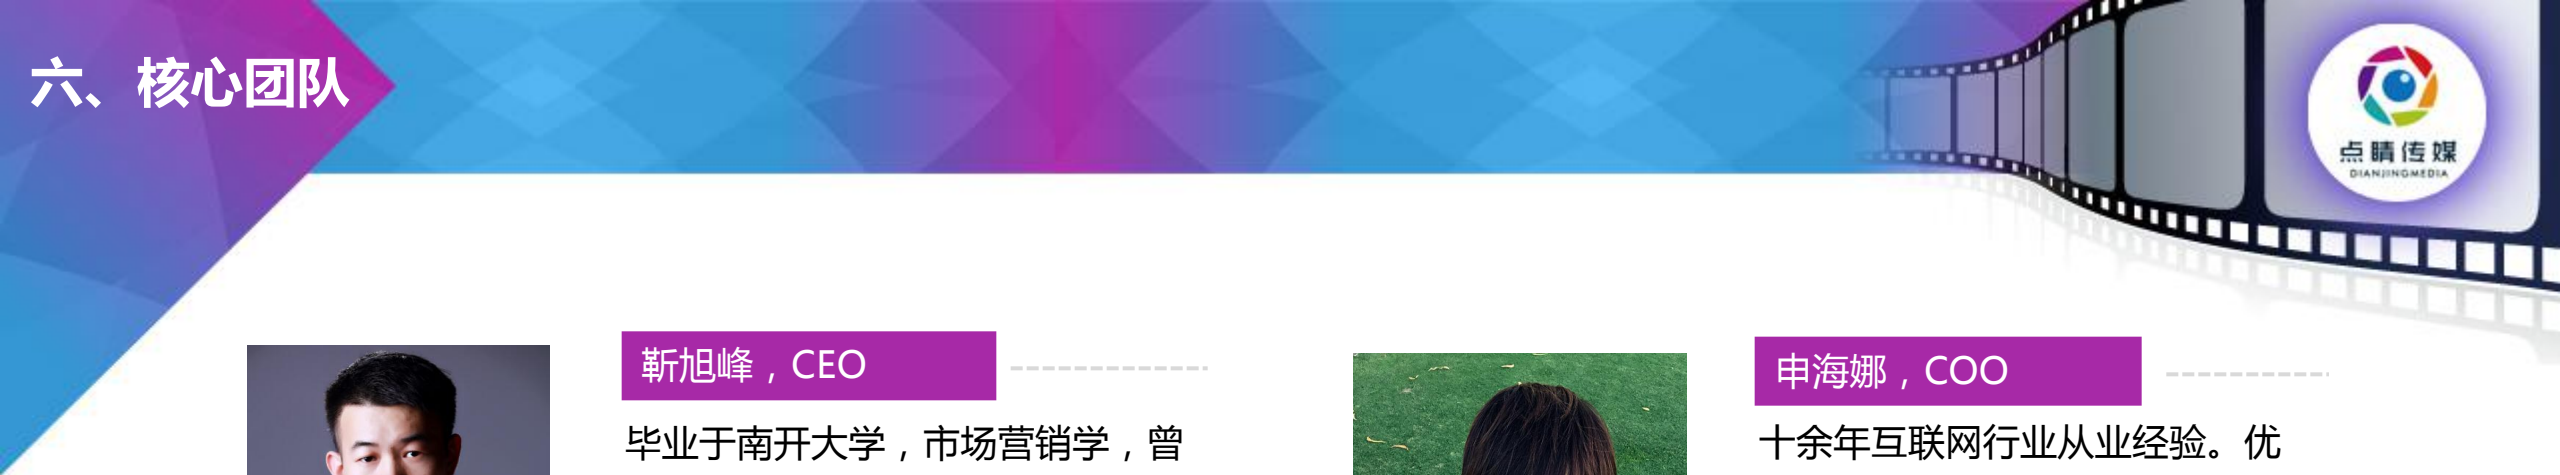 六、核心团队
点睛传媒
DIANJINGMEDIA
靳旭峰，CEO
毕业于南开大学，市场营销学，曾
申海娜，COO
十余年互联网行业从业经验。优